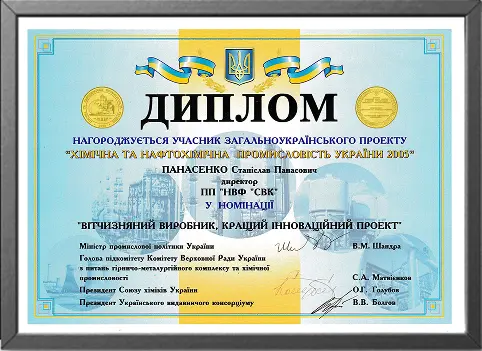 ДИПЛОМ
НАГОРОДЖУЄТЬСЯ УЧАСНИК ЗАГАЛЬНОУКРАЇНСЬКОГО ПРОЕКТУ
"ХІМІЧНА ТА НАФТОХІМІЧНА ПРОМИСЛОВІСТЬ УКРАЇНИ 2005"
ПАНАСЕНКО Станіслав Панасович
директор
ПП "НВФ "СВК"
У НОМІНАЦІЇ
"ВІТЧИЗНЯНИЙ ВИРОБНИК, КРАЩИЙ ІННОВАЦІЙНИЙ ПРОЕКТ"
Міністр промислової політики України В.М. Шандра
Голова підкомітету Комітету Верховної Ради України
з питань гірничо-металургійного комплексу та хімічної
промисловості С.А. Матвієнков
Президент Союзу хіміків України О.Г. Голубов
Президент Українського видавничого консорціуму В.В. Болгов